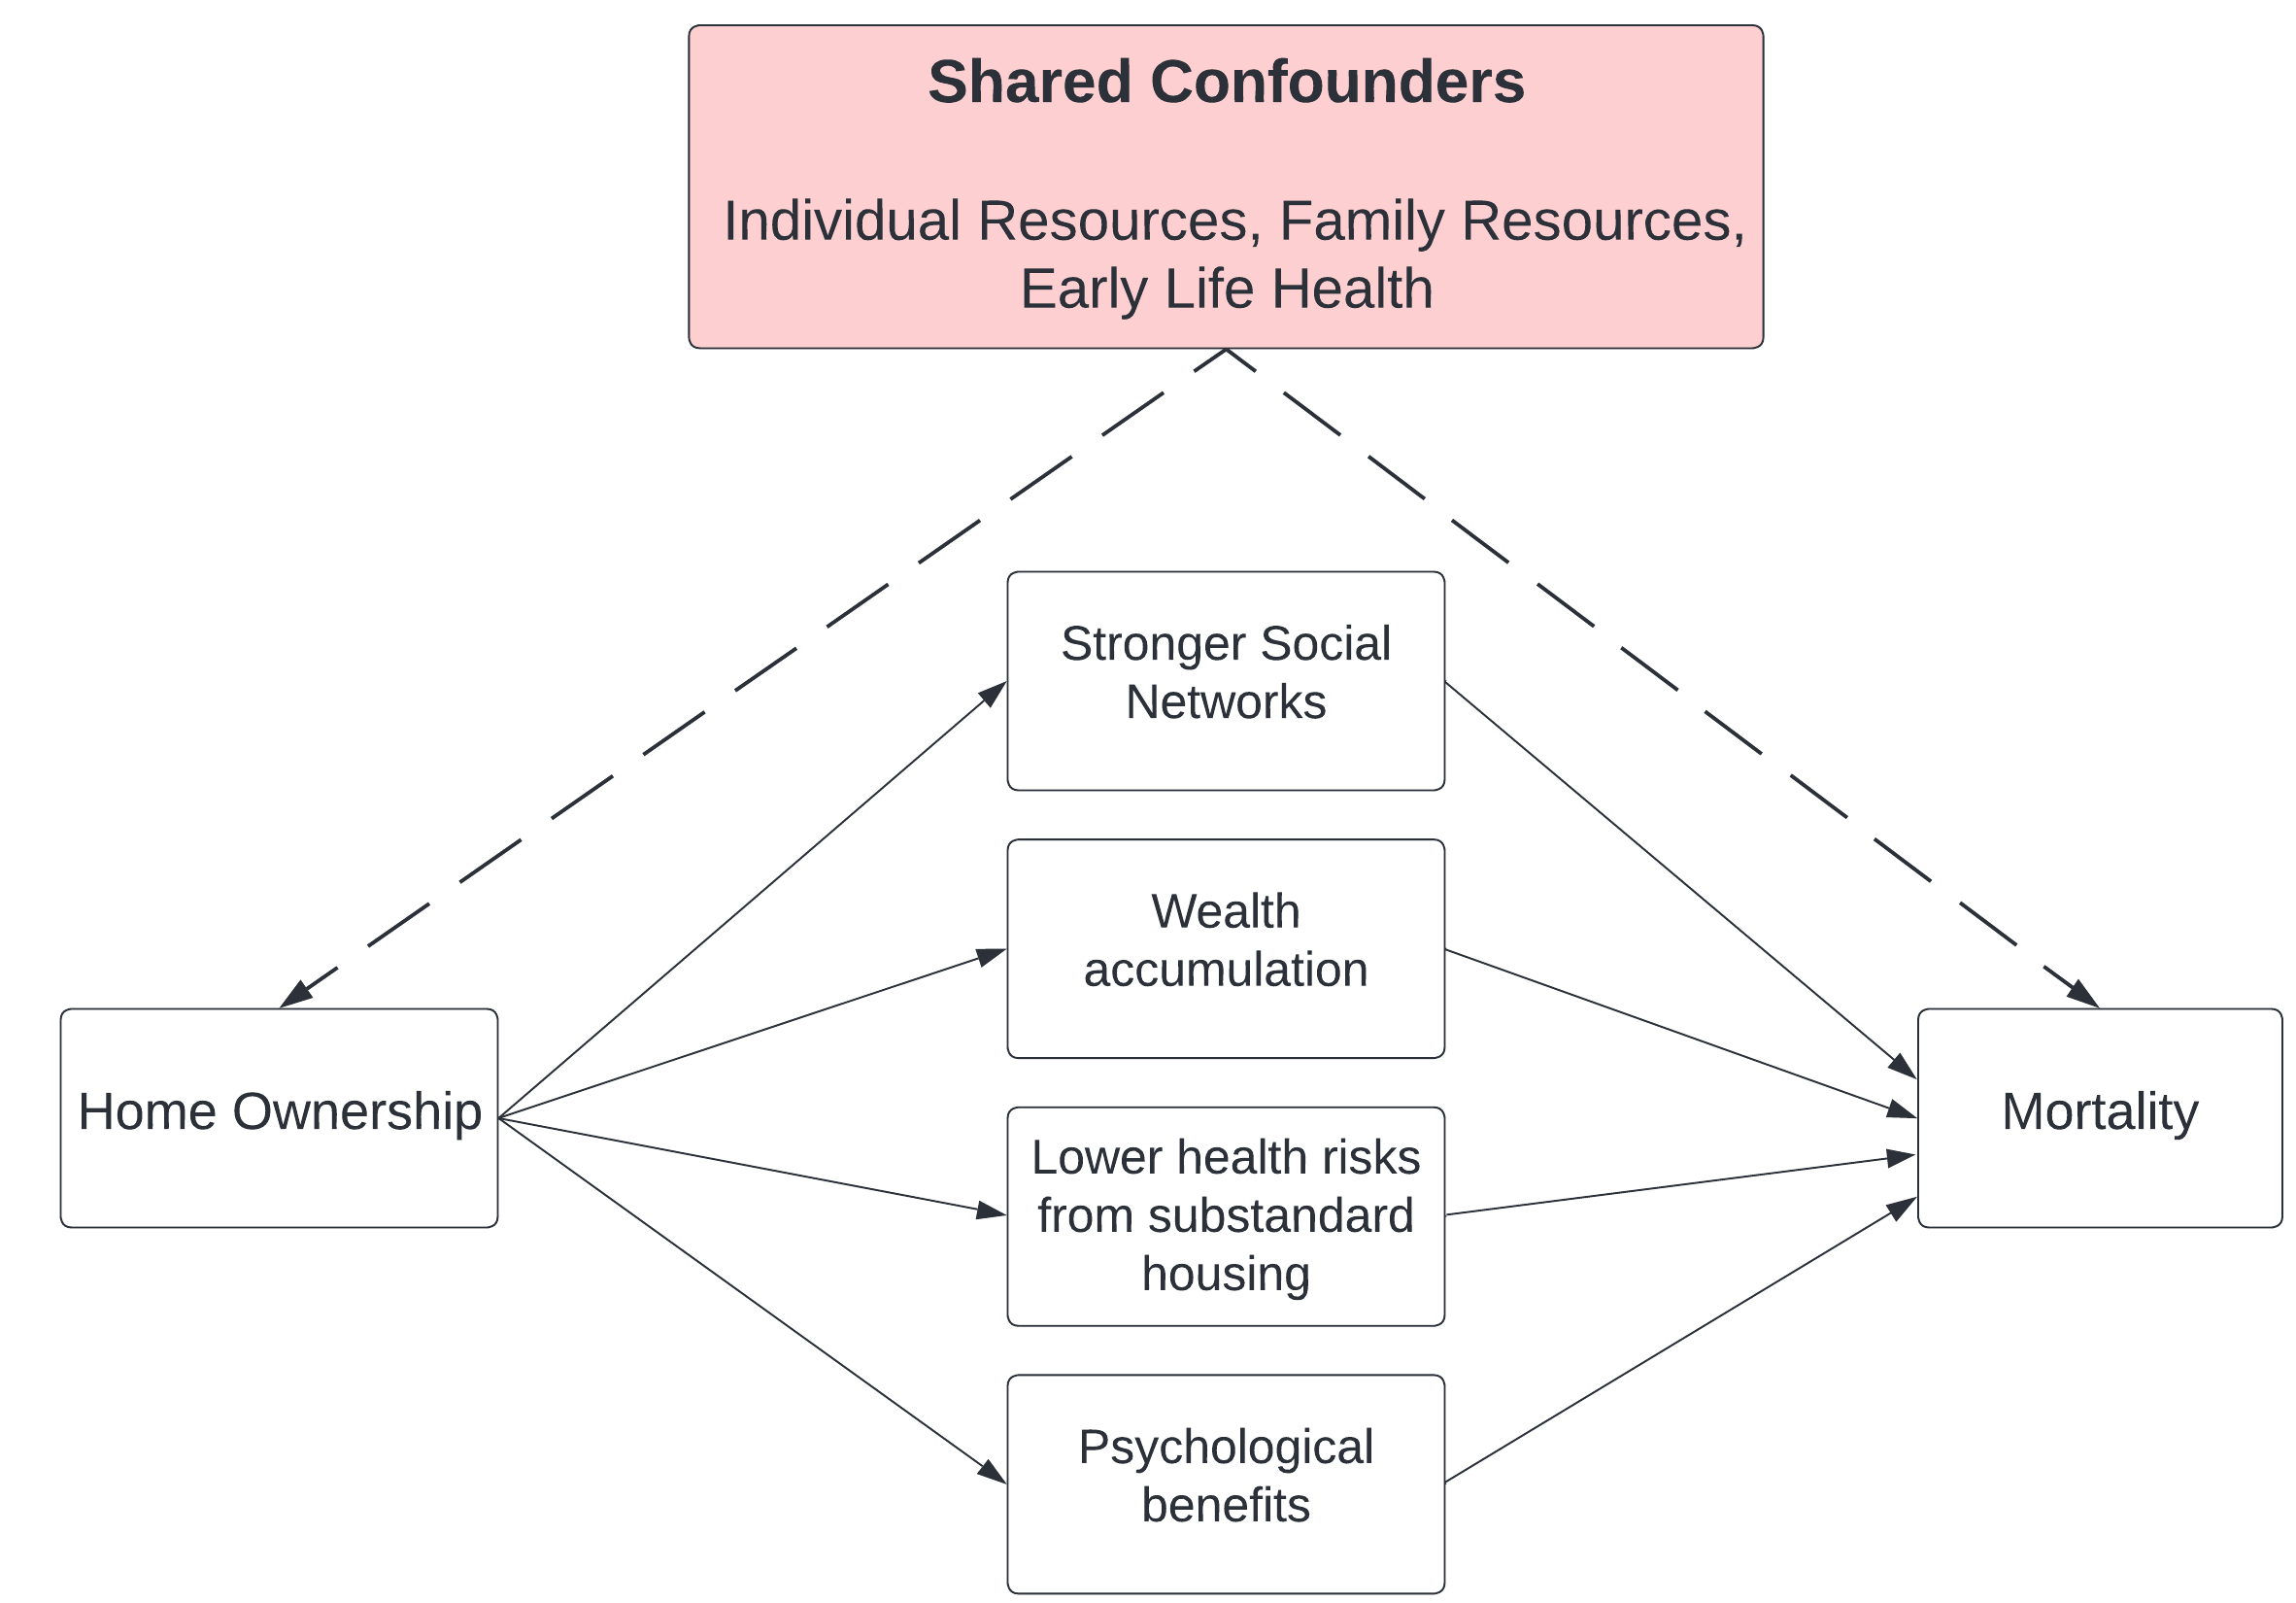 Shared Confounders
Individual Resources, Family Resources,
Early Life Health
Stronger Social
Networks
Wealth
accumulation
Home Ownership
Mortality
Lower health risks
from substandard
housing
Psychological
benefits